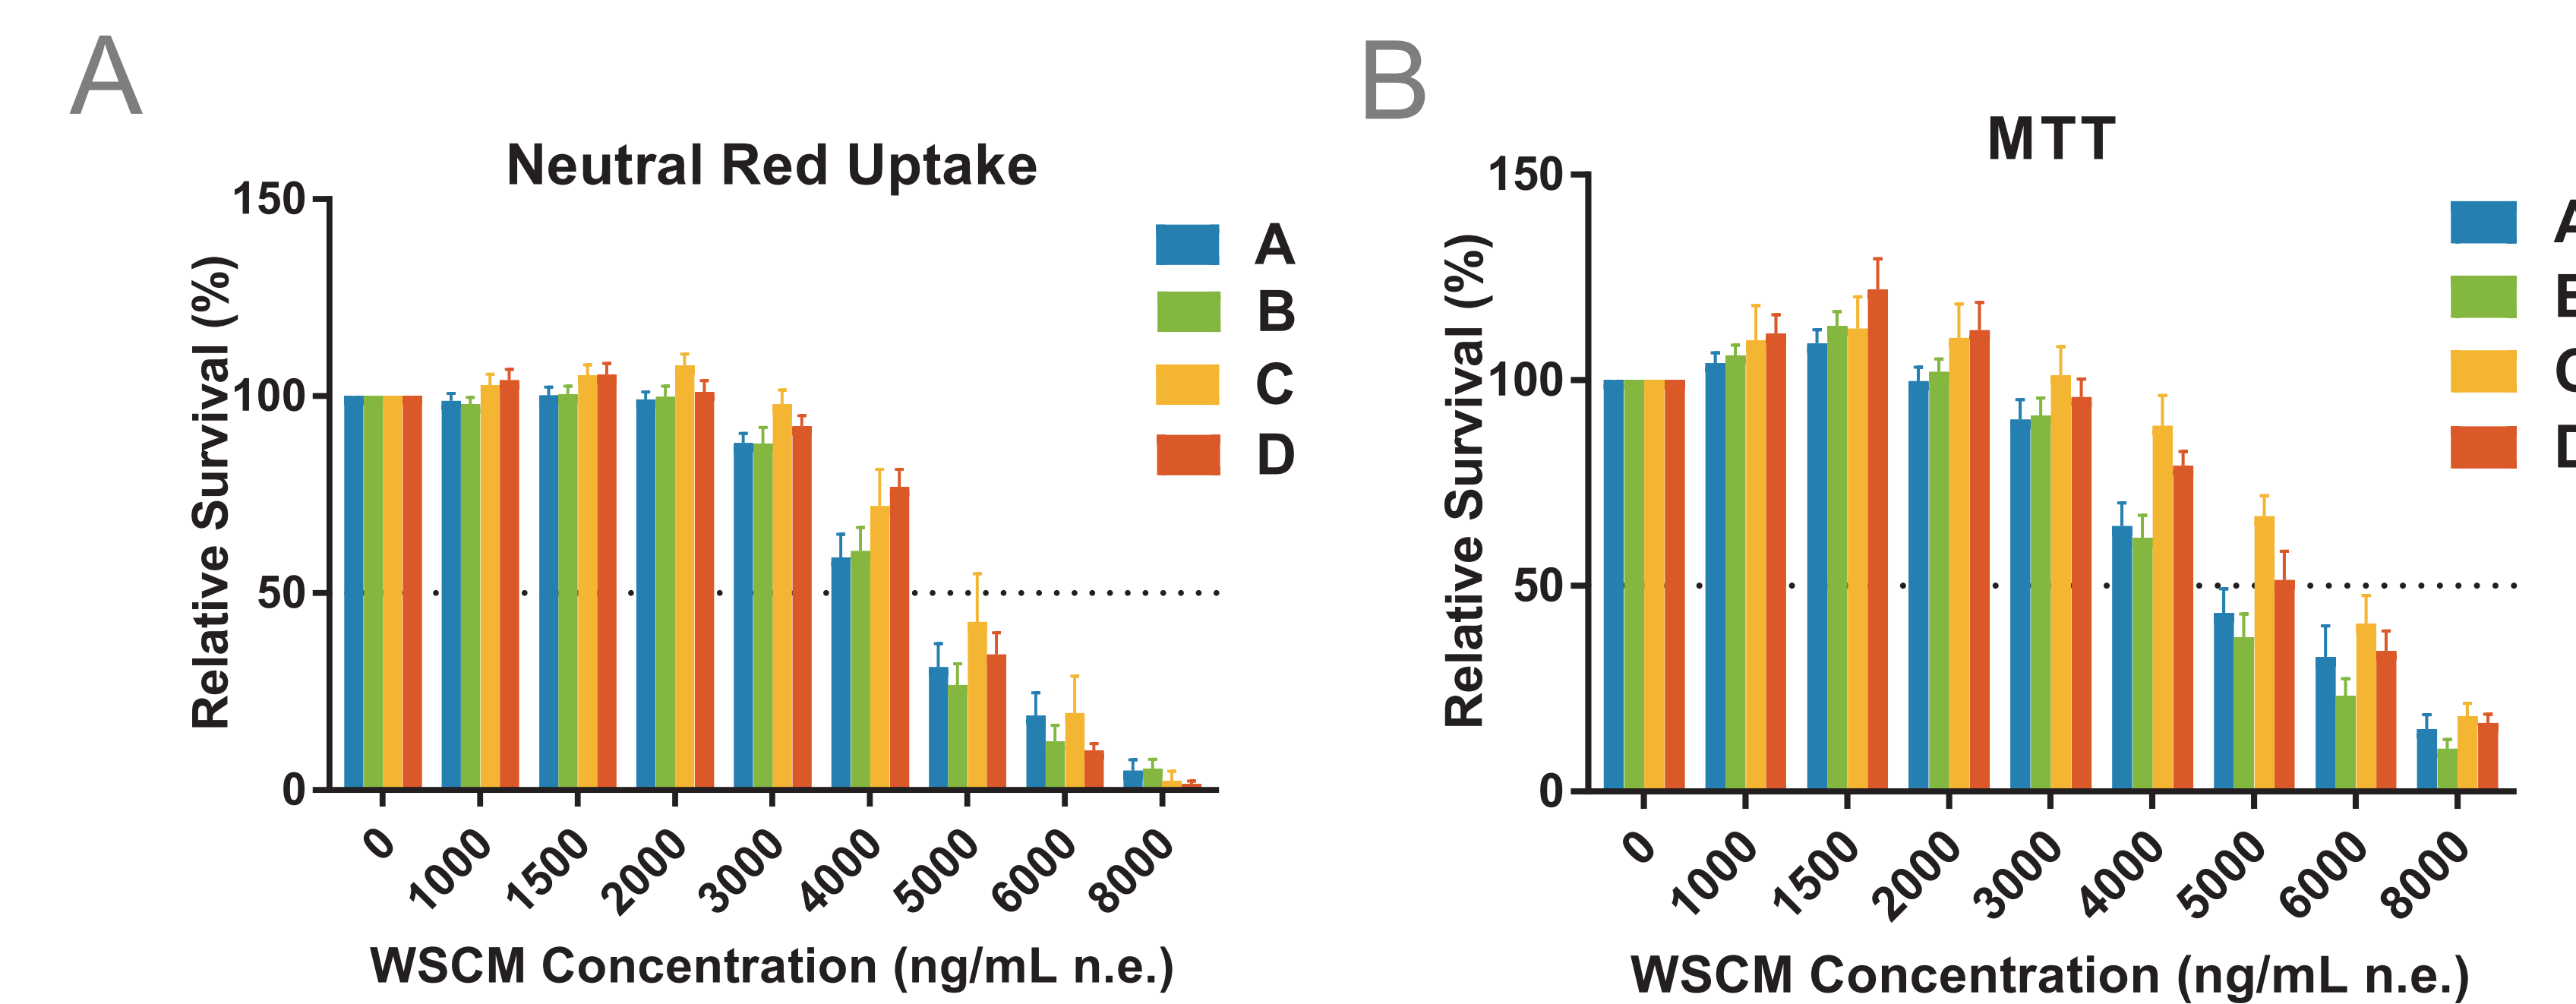 A
Neutral Red Uptake
150
100
50
0
Relative Survival (%)
0
1000
1500
2000
3000
4000
5000
6000
8000
WSCM Concentration (ng/mL n.e.)
A
B
C
D
B
MTT
150
100
50
0
Relative Survival (%)
0
1000
1500
2000
3000
4000
5000
6000
8000
WSCM Concentration (ng/mL n.e.)